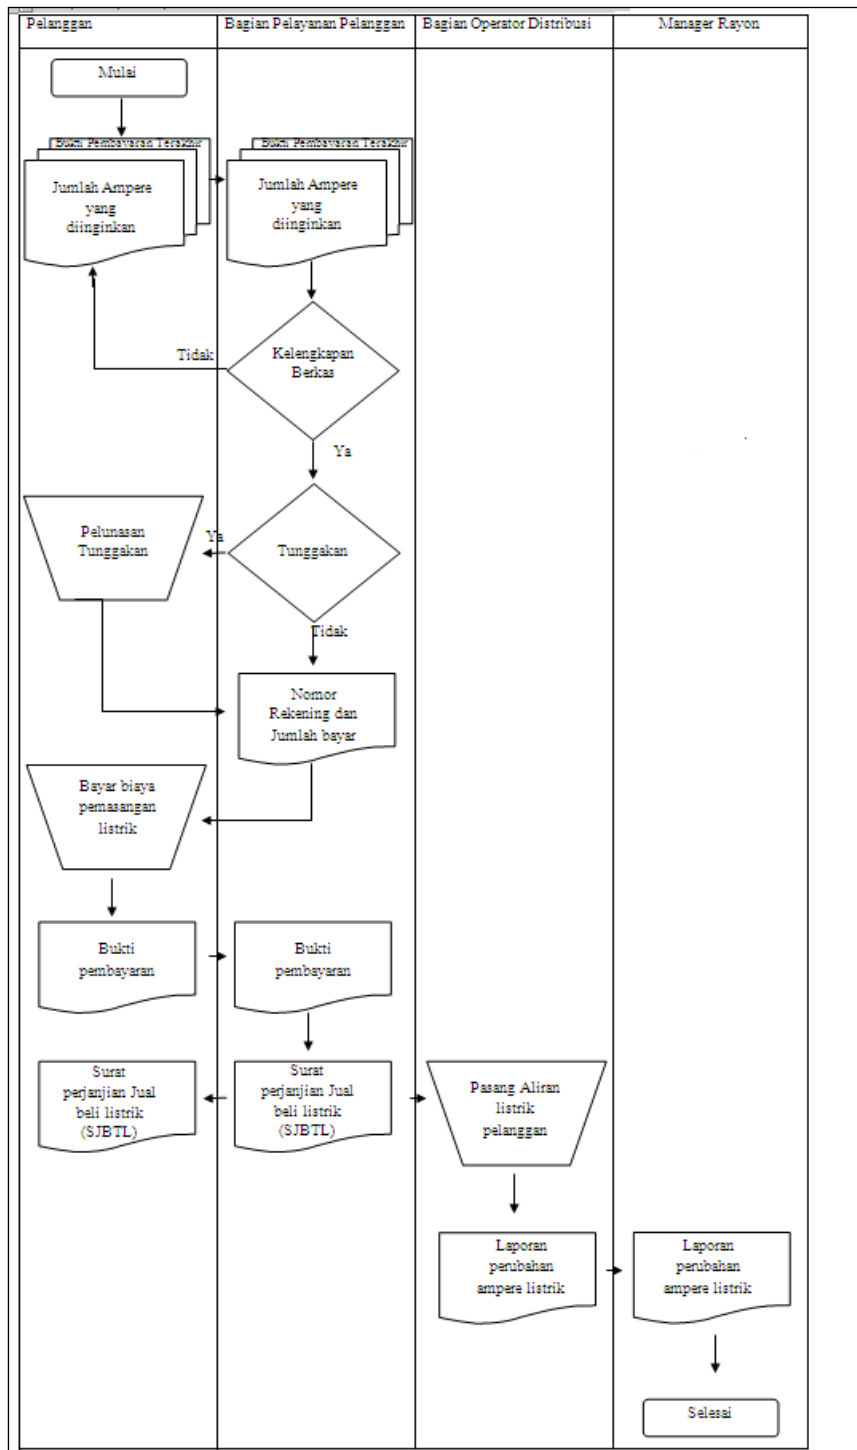 Pelanggan
Bagian Pelayanan Pelanggan
Bagian Operator Distribusi
Manager Rayon
Mulai
Bukti Pembayaran Terakhir
Jumlah Ampere
yang
diinginkan
Bukti Pembayaran Terakhir
Jumlah Ampere
yang
diinginkan
Tidak
Kelengkapan
Berkas
Ya
Pelunasan
Tunggakan
Ya
Tunggakan
Tidak
Nomor
Rekening dan
Jumlah bayar
Bayar biaya
pemasangan
listrik
Bukti
pembayaran
Bukti
pembayaran
Surat
perjanjian Jual
beli listrik
(SJBTL)
Surat
perjanjian Jual
beli listrik
(SJBTL)
Pasang Aliran
listrik
pelanggan
Laporan
perubahan
ampere listrik
Laporan
perubahan
ampere listrik
Selesai